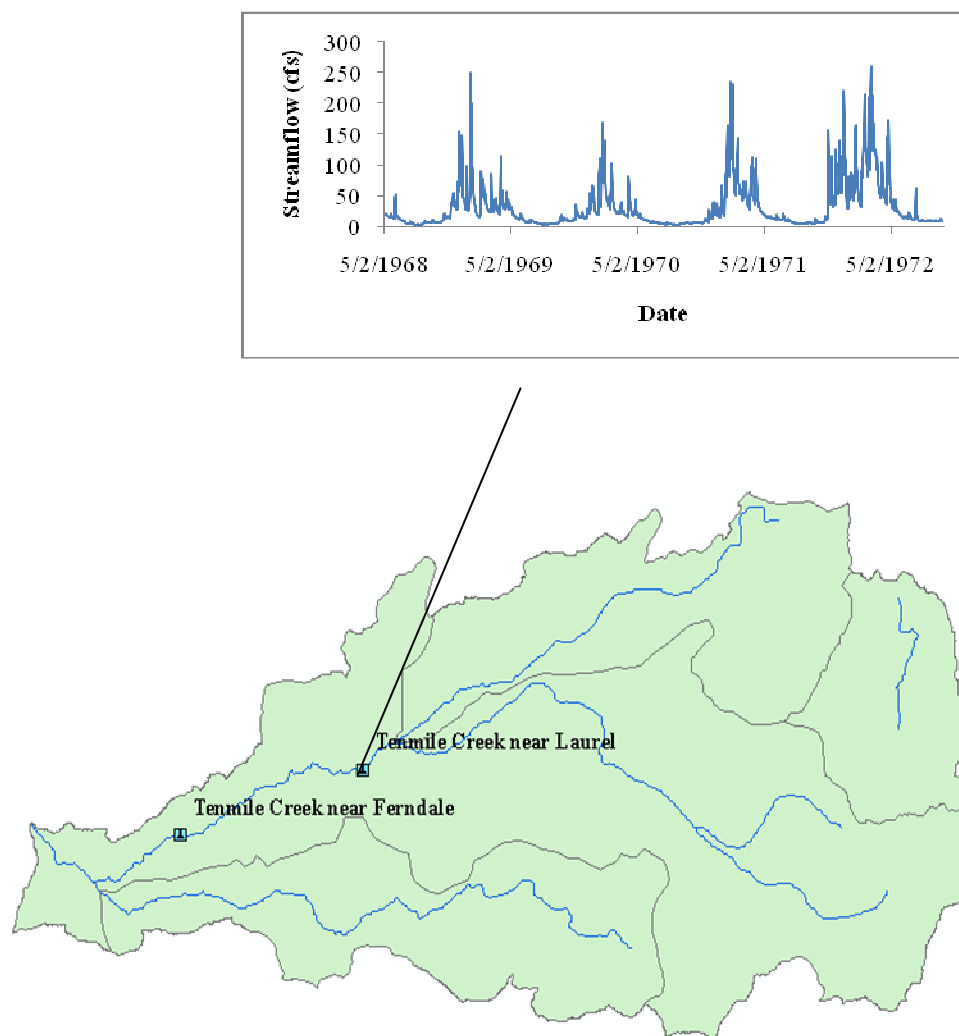 300
250
200
150
100
50
0
Streamflow (cfs)
5/2/1968 5/2/1969 5/2/1970 5/2/1971 5/2/1972
Date
Tenmile Creek near Laurel
Tenmile Creek near Ferndale